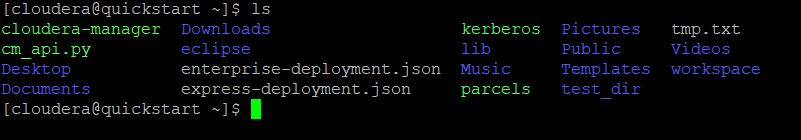 [cloudera@quickstart ~]$ ls
cloudera-manager  Downloads                   kerberos  Pictures   tmp.txt
cm_api.py         eclipse                     lib       Public     Videos
Desktop           enterprise-deployment.json  Music     Templates  workspace
Documents         express-deployment.json     parcels   test_dir
[cloudera@quickstart ~]$